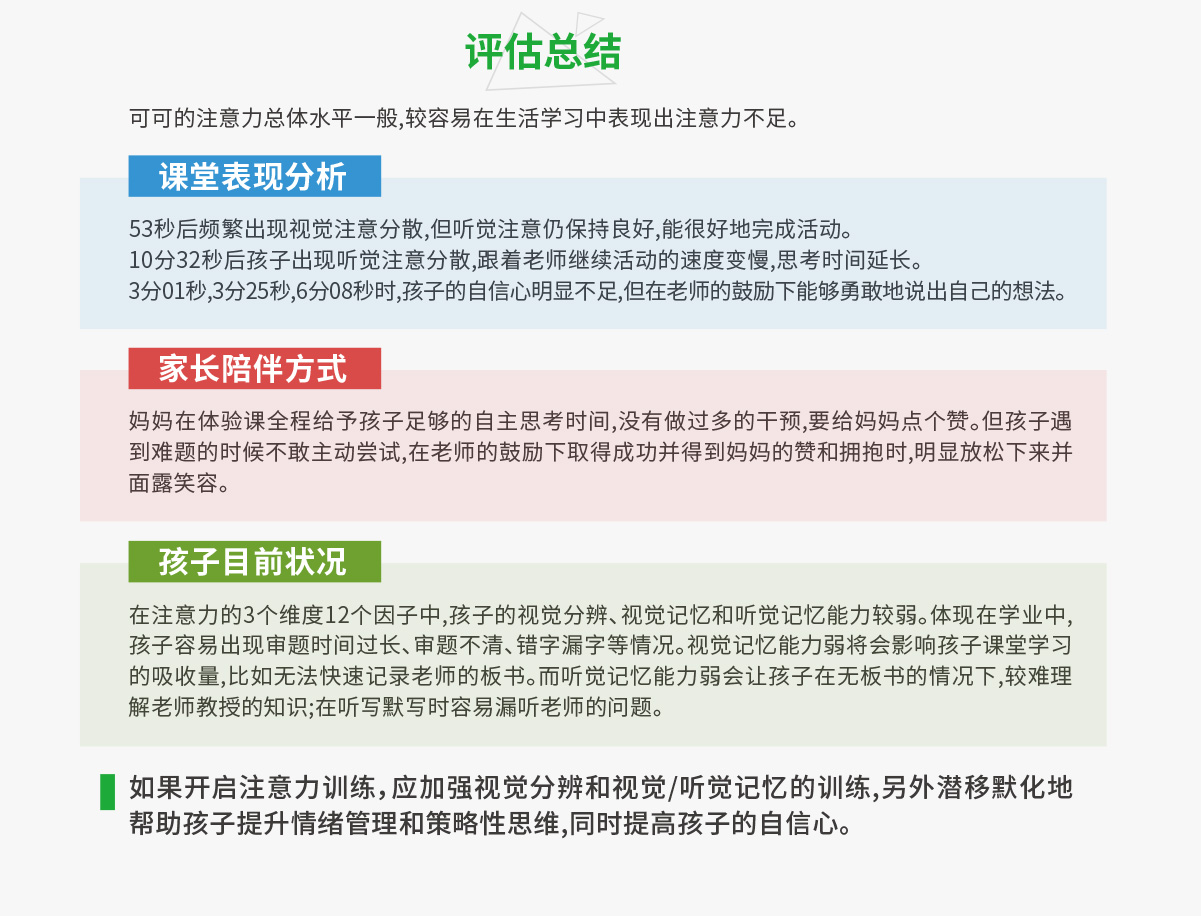 评估总结
可可的注意力总体水平一般,较容易在生活学习中表现出注意力不足。
课堂表现分析
53秒后频繁出现视觉注意分散,但听觉注意仍保持良好,能很好地完成活动。
10分32秒后孩子出现听觉注意分散,跟着老师继续活动的速度变慢,思考时间延长。
3分01秒,3分25秒,6分08秒时,孩子的自信心明显不足,但在老师的鼓励下能够勇敢地说出自己的想法。
家长陪伴方式
妈妈在体验课全程给予孩子足够的自主思考时间,没有做过多的干预,要给妈妈点个赞。但孩子遇
到难题的时候不敢主动尝试,在老师的鼓励下取得成功并得到妈妈的赞和拥抱时,明显放松下来并
面露笑容。
孩子目前状况
在注意力的3个维度12个因子中,孩子的视觉分辨、视觉记忆和听觉记忆能力较弱。体现在学业中,
孩子容易出现审题时间过长、审题不清、错字漏字等情况。视觉记忆能力弱将会影响孩子课堂学习
的吸收量,比如无法快速记录老师的板书。而听觉记忆能力弱会让孩子在无板书的情况下,较难理
解老师教授的知识;在听写默写时容易漏听老师的问题。
如果开启注意力训练，应加强视觉分辨和视觉/听觉记忆的训练,另外潜移默化地
帮助孩子提升情绪管理和策略性思维,同时提高孩子的自信心。